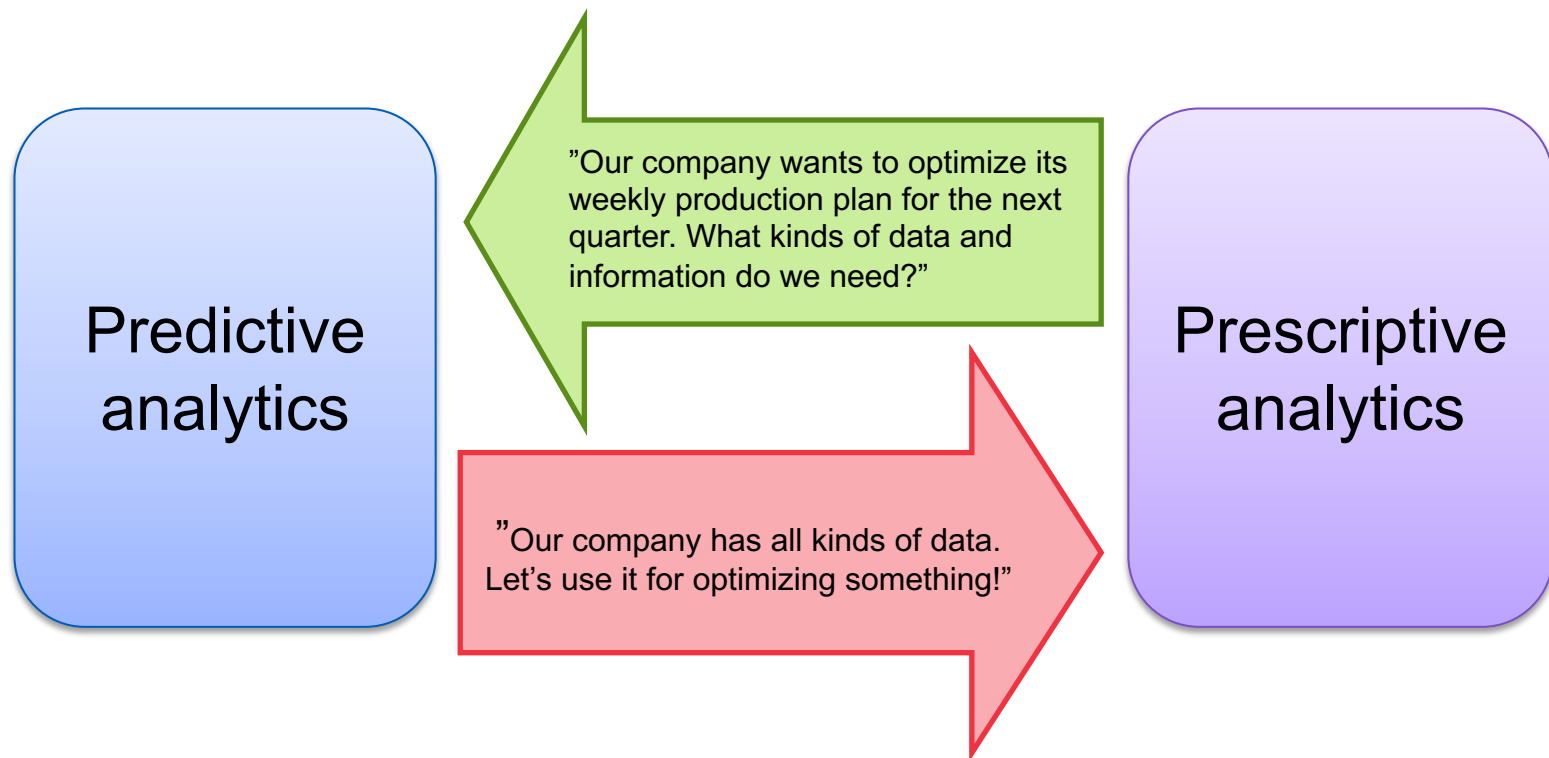 Predictive
analytics
”Our company wants to optimize its
weekly production plan for the next
quarter. What kinds of data and
information do we need?”
”Our company has all kinds of data.
Let’s use it for optimizing something!”
Prescriptive
analytics